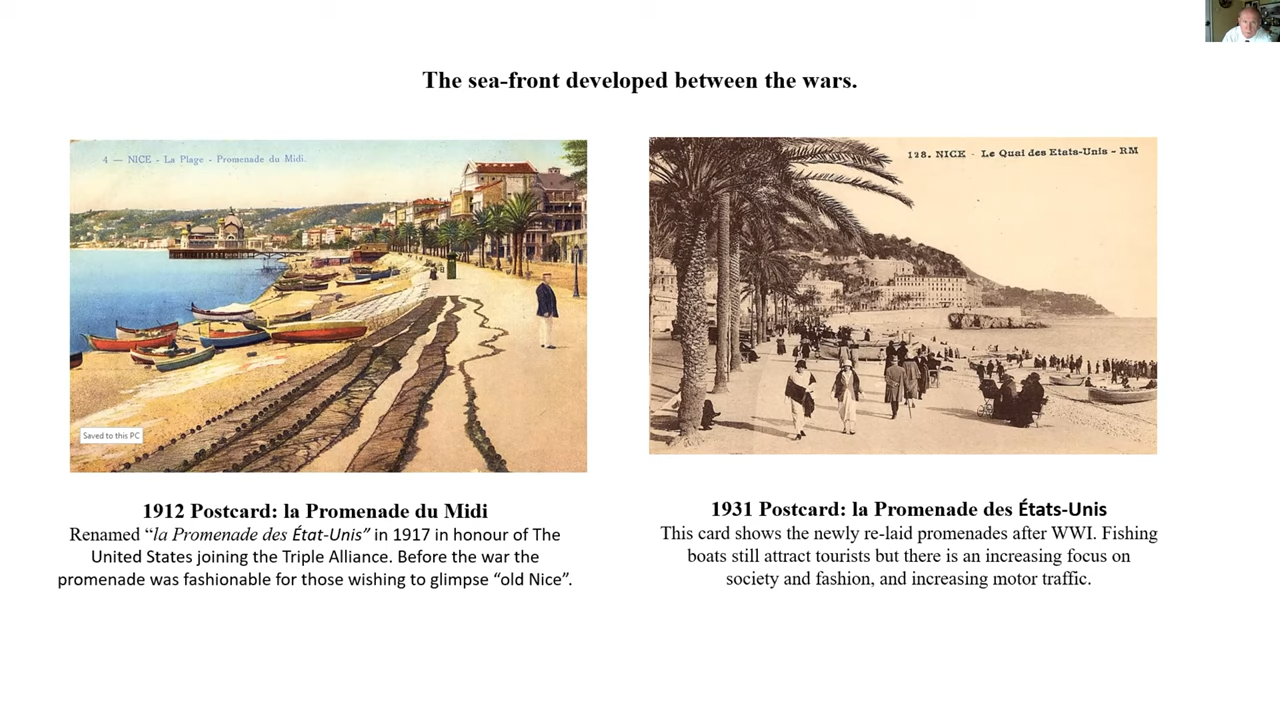 The sea-front developed between the wars.
4 — NICE - La Plage - Promenade du Midi.
Saved to this PC
1912 Postcard: la Promenade du Midi
Renamed “la Promenade des État-Unis” in 1917 in honour of The
United States joining the Triple Alliance. Before the war the
promenade was fashionable for those wishing to glimpse “old Nice”.
128. NICE - Le Quai des Etats-Unis - RM
1931 Postcard: la Promenade des États-Unis
This card shows the newly re-laid promenades after WWI. Fishing
boats still attract tourists but there is an increasing focus on
society and fashion, and increasing motor traffic.